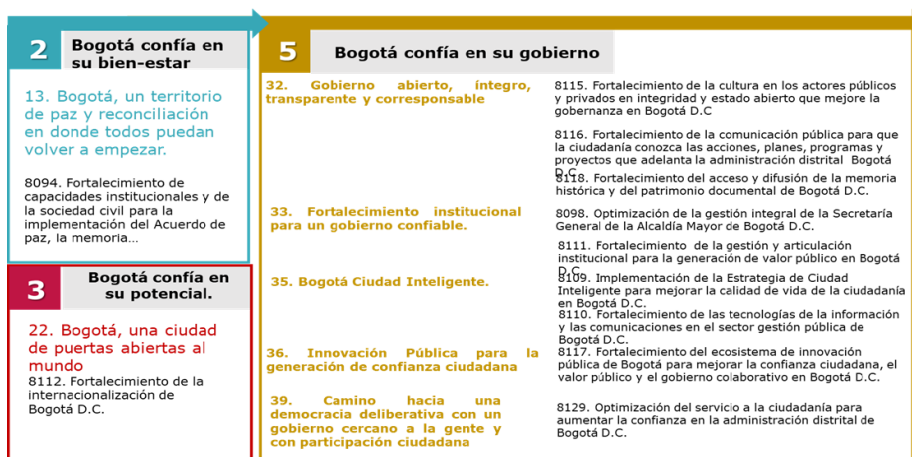 2
Bogotá confía en
su bien-estar
13. Bogotá, un territorio
de paz y reconciliación
en donde todos puedan
volver a empezar.
8094. Fortalecimiento de
capacidades institucionales y de
la sociedad civil para la
implementación del Acuerdo de
paz, la memoria...
3
Bogotá confía en
su potencial.
22. Bogotá, una ciudad
de puertas abiertas al
mundo
8112. Fortalecimiento de la
internacionalización de
Bogotá D.C.
5
Bogotá confía en su gobierno
32. Gobierno abierto, íntegro,
transparente y corresponsable
8115. Fortalecimiento de la cultura en los actores públicos
y privados en integridad y estado abierto que mejore la
gobernanza en Bogotá D.C
8116. Fortalecimiento de la comunicación pública para que
la ciudadanía conozca las acciones, planes, programas y
proyectos que adelanta la administración distrital Bogotá
D.C.
8118. Fortalecimiento del acceso y difusión de la memoria
histórica y del patrimonio documental de Bogotá D.C.
33. Fortalecimiento institucional
para un gobierno confiable.
8098. Optimización de la gestión integral de la Secretaría
General de la Alcaldía Mayor de Bogotá D.C.
8111. Fortalecimiento de la gestión y articulación
institucional para la generación de valor público en Bogotá
D.C.
35. Bogotá Ciudad Inteligente.
8109. Implementación de la Estrategia de Ciudad
Inteligente para mejorar la calidad de vida de la ciudadanía
en Bogotá D.C.
8110. Fortalecimiento de las tecnologías de la información
y las comunicaciones en el sector gestión pública de
Bogotá D.C.
36. Innovación Pública para la
generación de confianza ciudadana
8117. Fortalecimiento del ecosistema de innovación
pública de Bogotá para mejorar la confianza ciudadana, el
valor público y el gobierno colaborativo en Bogotá D.C.
39. Camino hacia una
democracia deliberativa con un
gobierno cercano a la gente y
con participación ciudadana
8129. Optimización del servicio a la ciudadanía para
aumentar la confianza en la administración distrital de
Bogotá D.C.